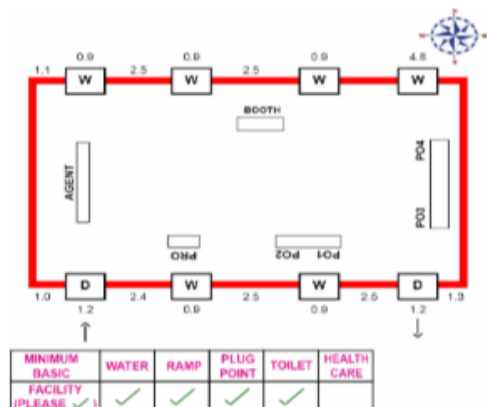 0.9 0.9 0.9 4.8
1.1 W 2.5 W 2.5 W W
BOOTH
AGENT
PO4
PO3
PRO
PO2 PO1
D W W D
1.0 2.4 2.5 2.5 1.3
1.2 0.9 0.9 1.2
MINIMUM BASIC WATER RAMP PLUG POINT TOILET HEALTH CARE
FACILITY (PLEASE ✓)